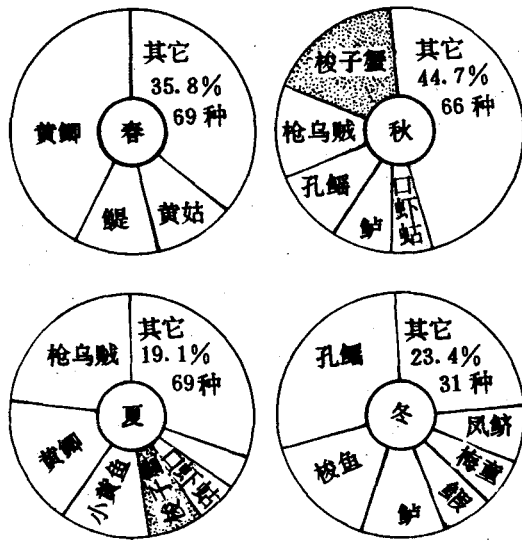 其它
35.8%
69种
黄鲫
春
鳀
黄姑
其它
44.7%
66种
梭子蟹
枪乌贼
秋
孔鳐
鲈
口虾蛄
其它
19.1%
69种
枪乌贼
夏
黄鲫
小黄鱼
口虾蛄
其它
23.4%
31种
孔鳐
冬
凤鲚
梅童
梭鱼
鲈